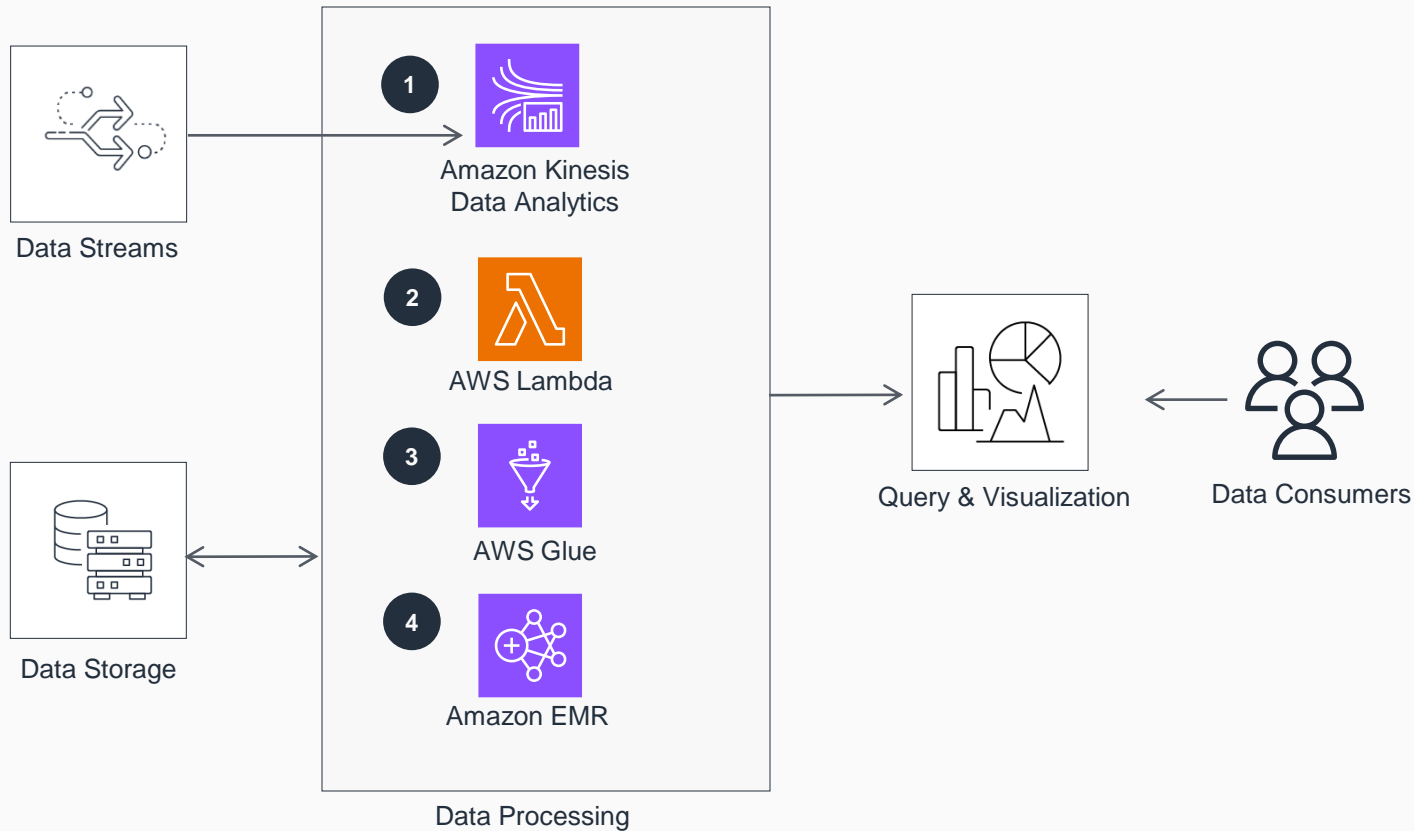 1
Amazon Kinesis
Data Analytics
Data Streams
2
AWS Lambda
3
AWS Glue
4
Amazon EMR
Data Storage
Data Processing
Query & Visualization
Data Consumers